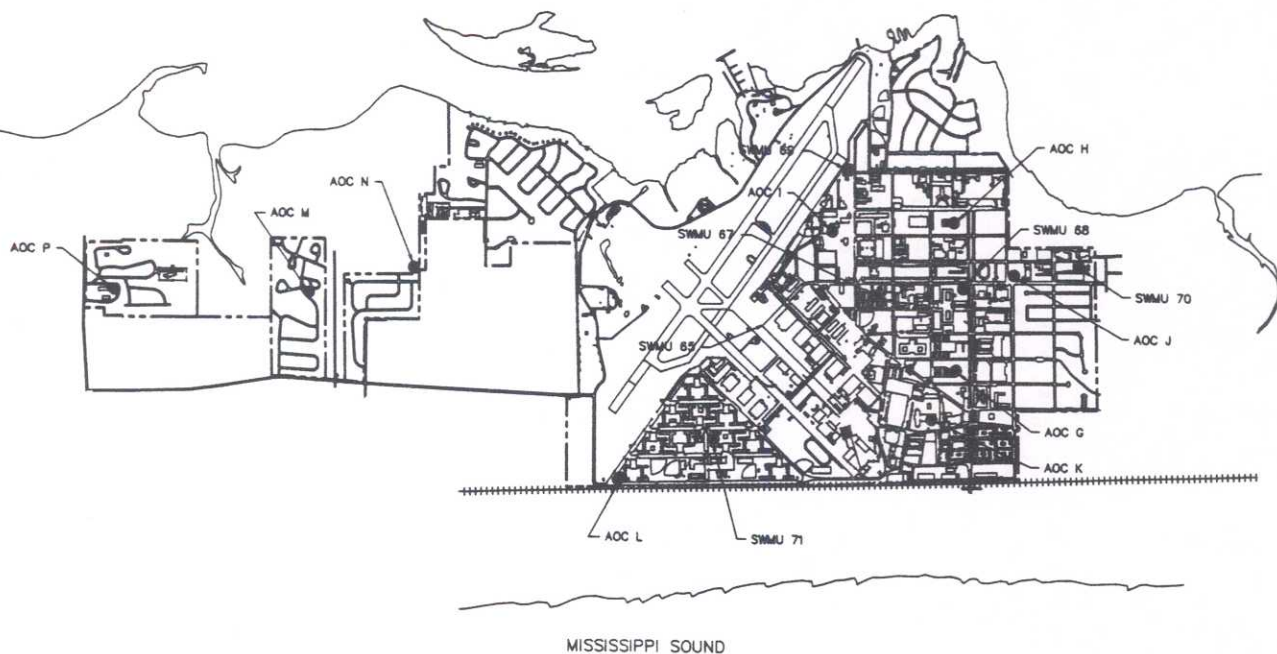 AOC H
SWMU 69
AOC N
AOC I
AOC M
SWMU 67
SWMU 68
AOC P
SWMU 70
AOC J
SWMU 65
AOC G
AOC K
AOC L
SWMU 71
MISSISSIPPI SOUND